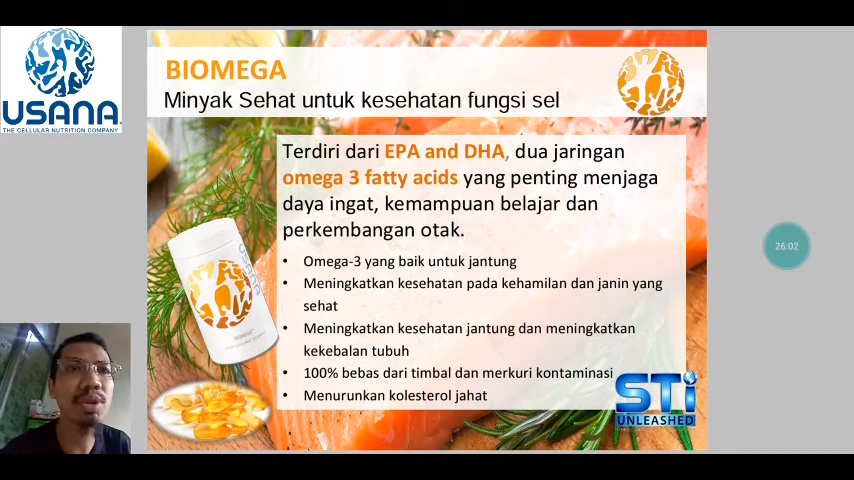 USANA
THE CELLULAR NUTRITION COMPANY
BIOMEGA
Minyak Sehat untuk kesehatan fungsi sel
Terdiri dari EPA and DHA, dua jaringan
omega 3 fatty acids yang penting menjaga
daya ingat, kemampuan belajar dan
perkembangan otak.
• Omega-3 yang baik untuk jantung
• Meningkatkan kesehatan pada kehamilan dan janin yang
sehat
• Meningkatkan kesehatan jantung dan meningkatkan
kekebalan tubuh
• 100% bebas dari timbal dan merkuri kontaminasi
• Menurunkan kolesterol jahat
USANA
BIOMEGA
STi
UNLEASHED
26:02